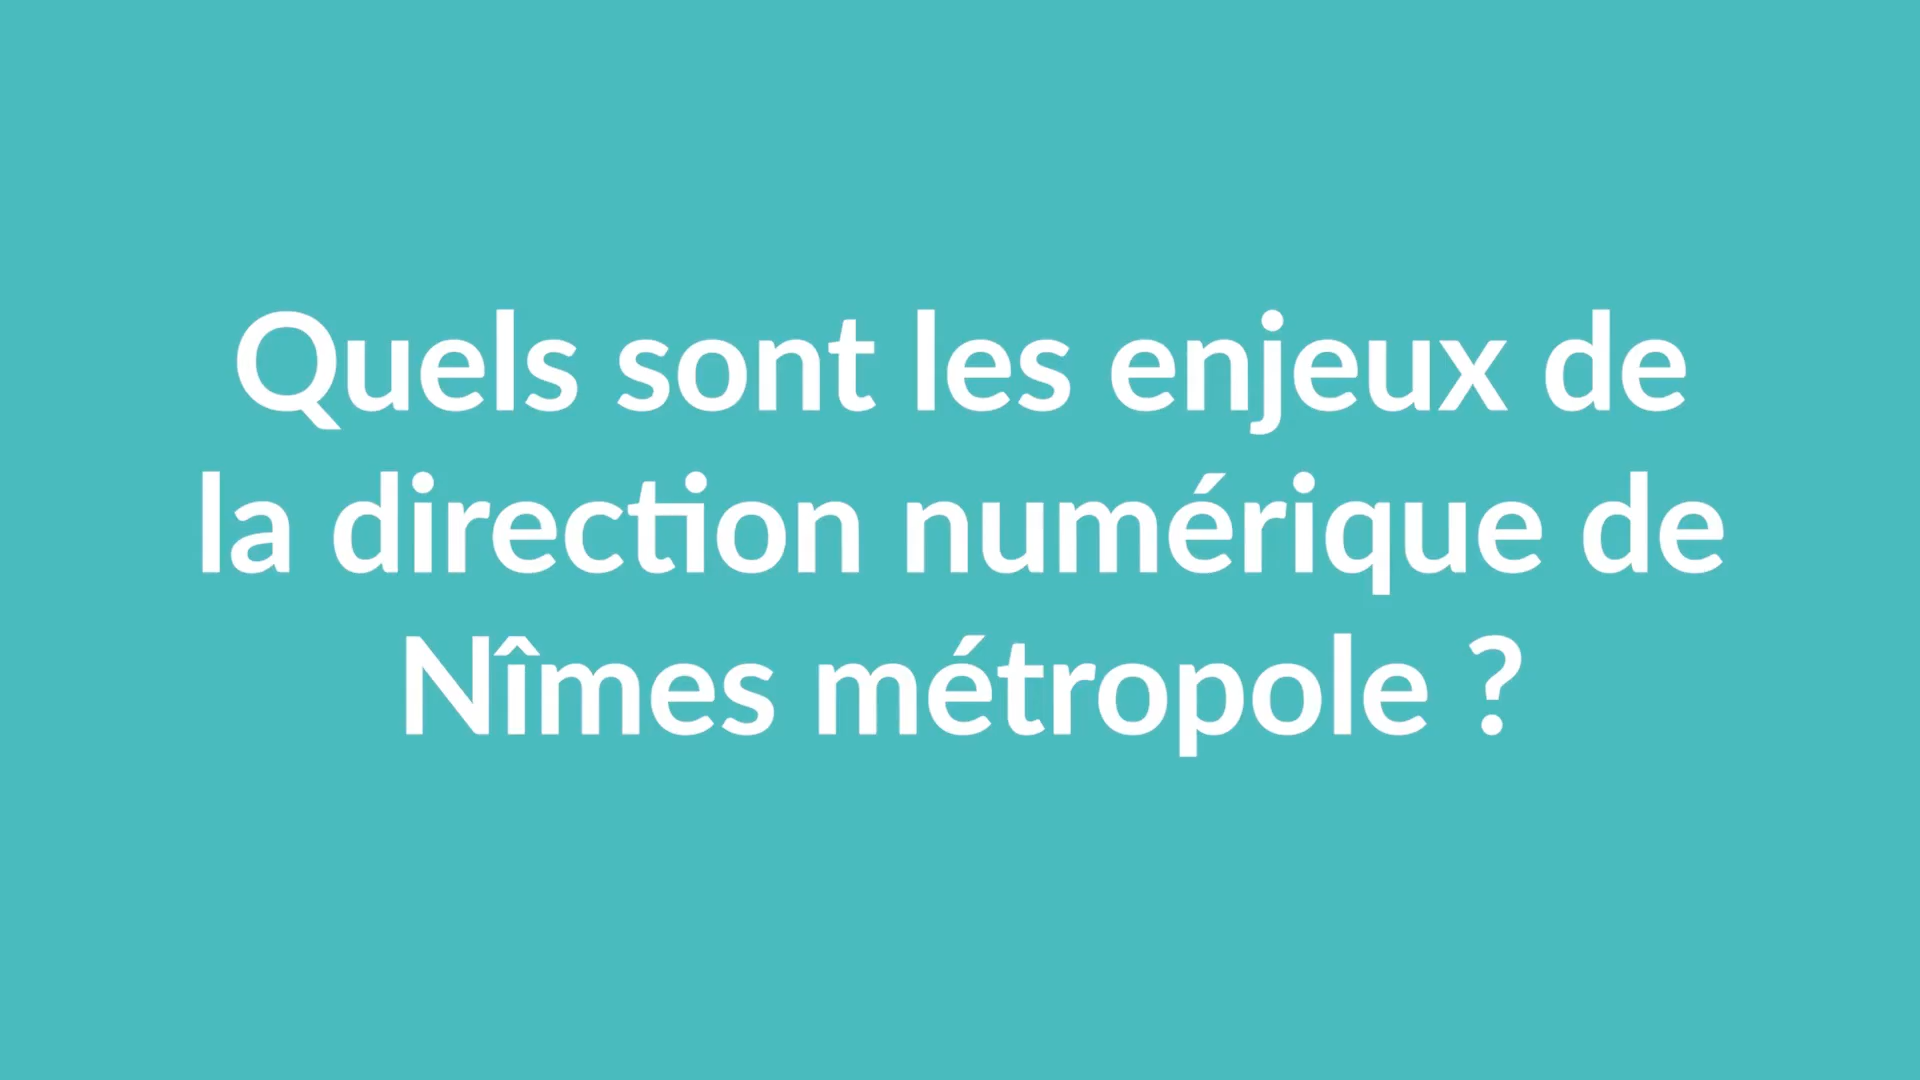 Quels sont les enjeux de
la direction numérique de
Nîmes métropole ?